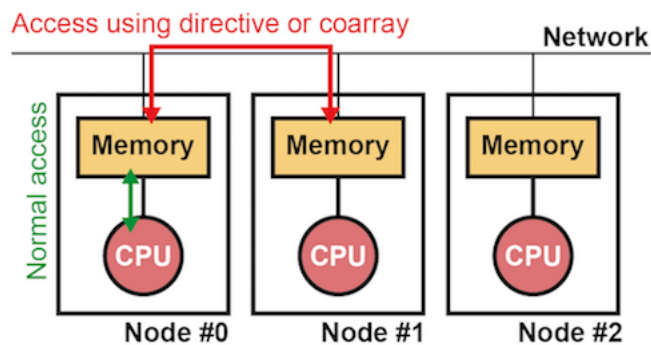 Access using directive or coarray
Network
Normal access
Memory
Memory
Memory
CPU
CPU
CPU
Node #0
Node #1
Node #2